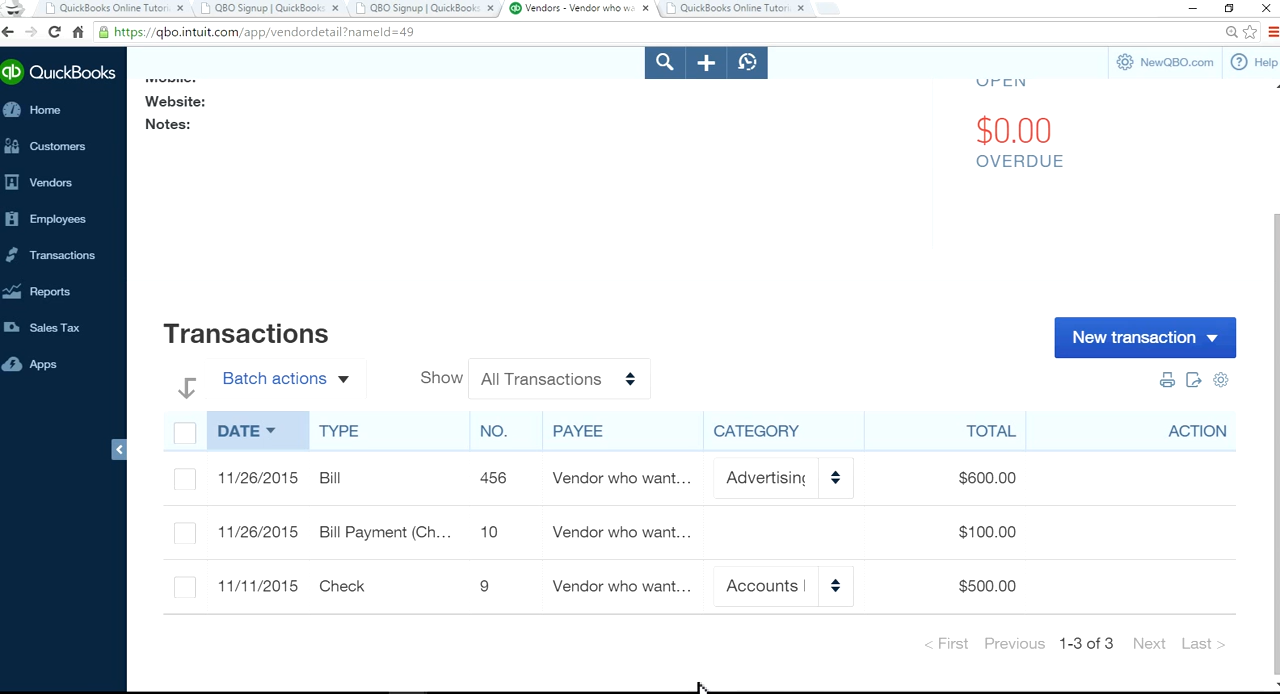 QuickBooks Online Tutori
QBO Signup | QuickBooks
QBO Signup | QuickBooks
Vendors - Vendor who wa
QuickBooks Online Tutori
https://qbo.intuit.com/app/vendordetail?nameId=49
qb QuickBooks
NewQBO.com
Help
Home
Customers
Vendors
Employees
Transactions
Reports
Sales Tax
Apps
Mobile:
Website:
Notes:
OPEN
$0.00
OVERDUE
Transactions
New transaction
Batch actions
Show All Transactions
DATE TYPE NO. PAYEE CATEGORY TOTAL ACTION
11/26/2015 Bill 456 Vendor who want... Advertising $600.00
11/26/2015 Bill Payment (Ch... 10 Vendor who want... $100.00
11/11/2015 Check 9 Vendor who want... Accounts $500.00
< First Previous 1-3 of 3 Next Last >